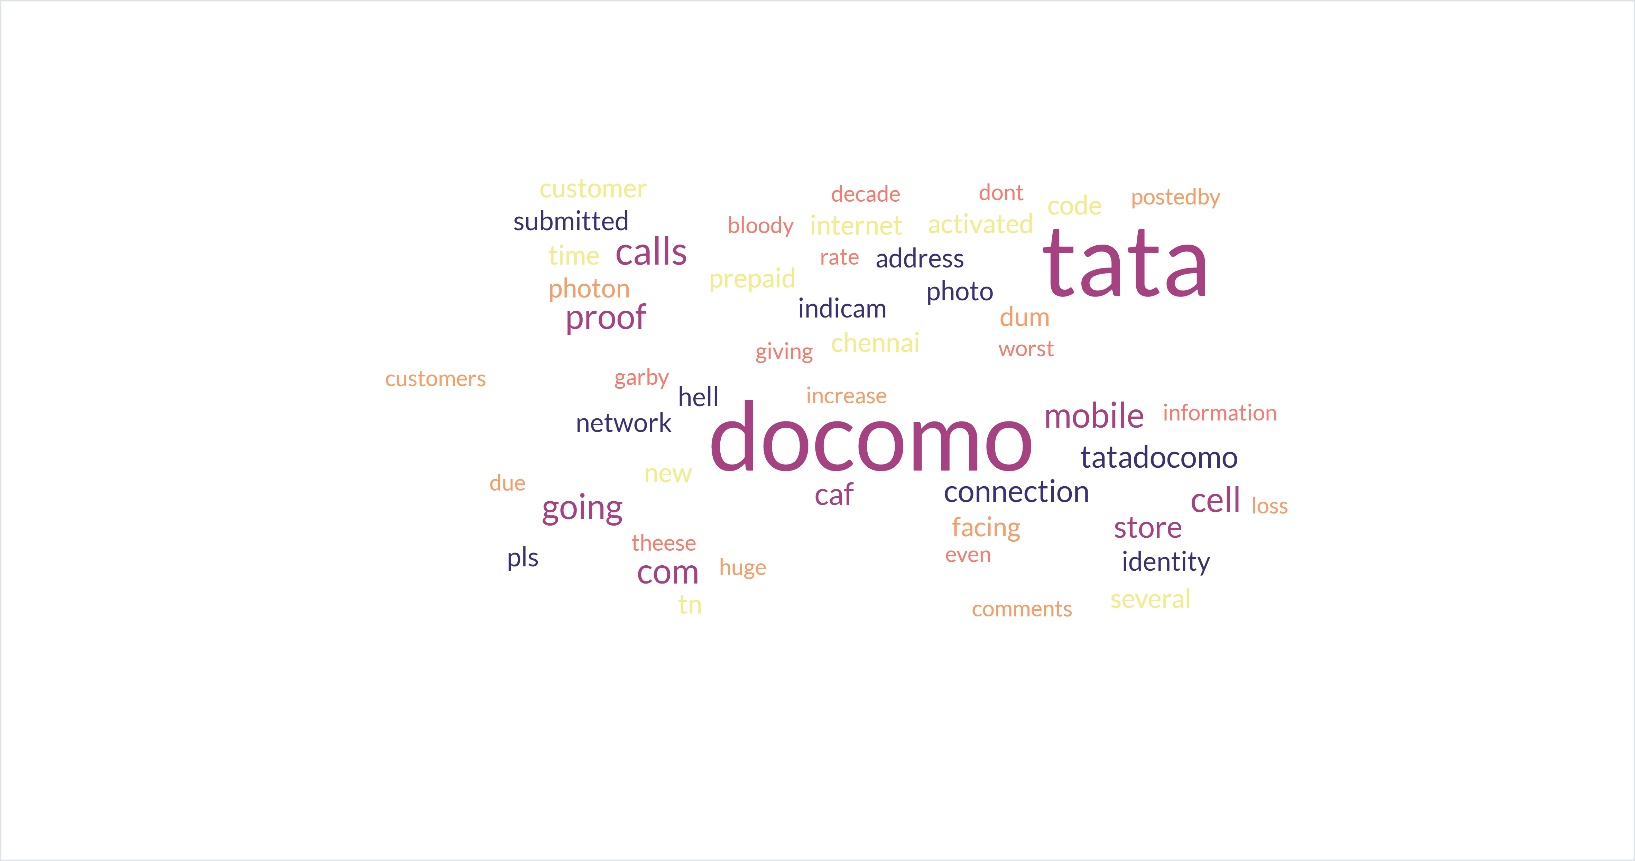 customer
decade
dont
postedby
code
submitted
bloody
internet
activated
time
calls
rate
address
tata
photon
prepaid
photo
proof
indicam
dum
giving
chennai
worst
customers
garby
hell
increase
network
docomo
mobile
information
tatadocomo
new
due
going
caf
connection
cell
loss
facing
store
pls
theese
com
huge
even
identity
tn
comments
several